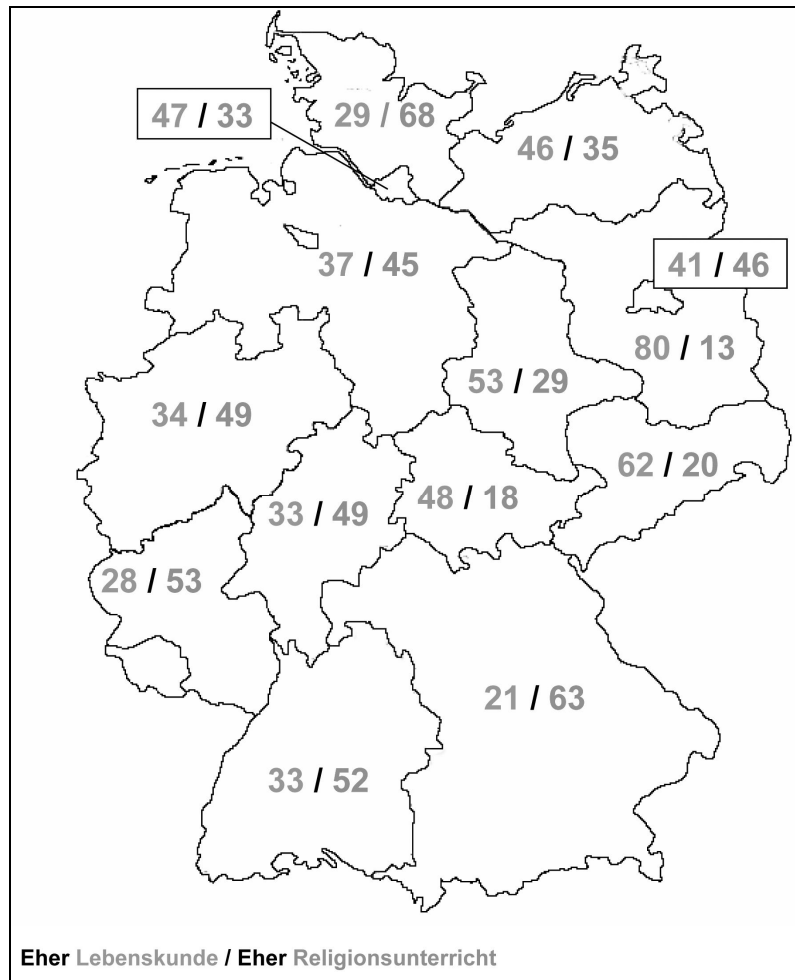 47 / 33
29 / 68
46 / 35
37 / 45
41 / 46
80 / 13
53 / 29
34 / 49
62 / 20
48 / 18
33 / 49
28 / 53
21 / 63
33 / 52
Eher Lebenskunde / Eher Religionsunterricht